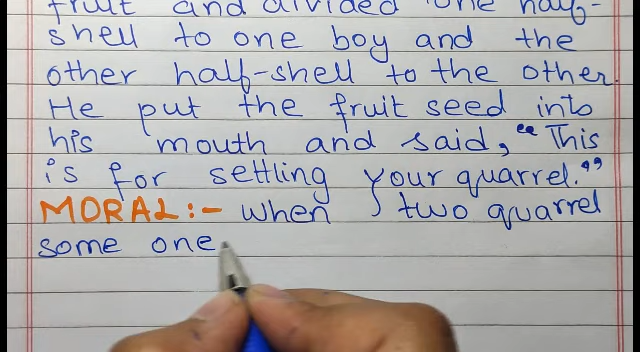 fruit and divided one half-
shell to one boy and the
other half-shell to the other.
He put the fruit seed into
his mouth and said, "This
is for settling your quarrel."
MORAL:- when two quarrel
some one